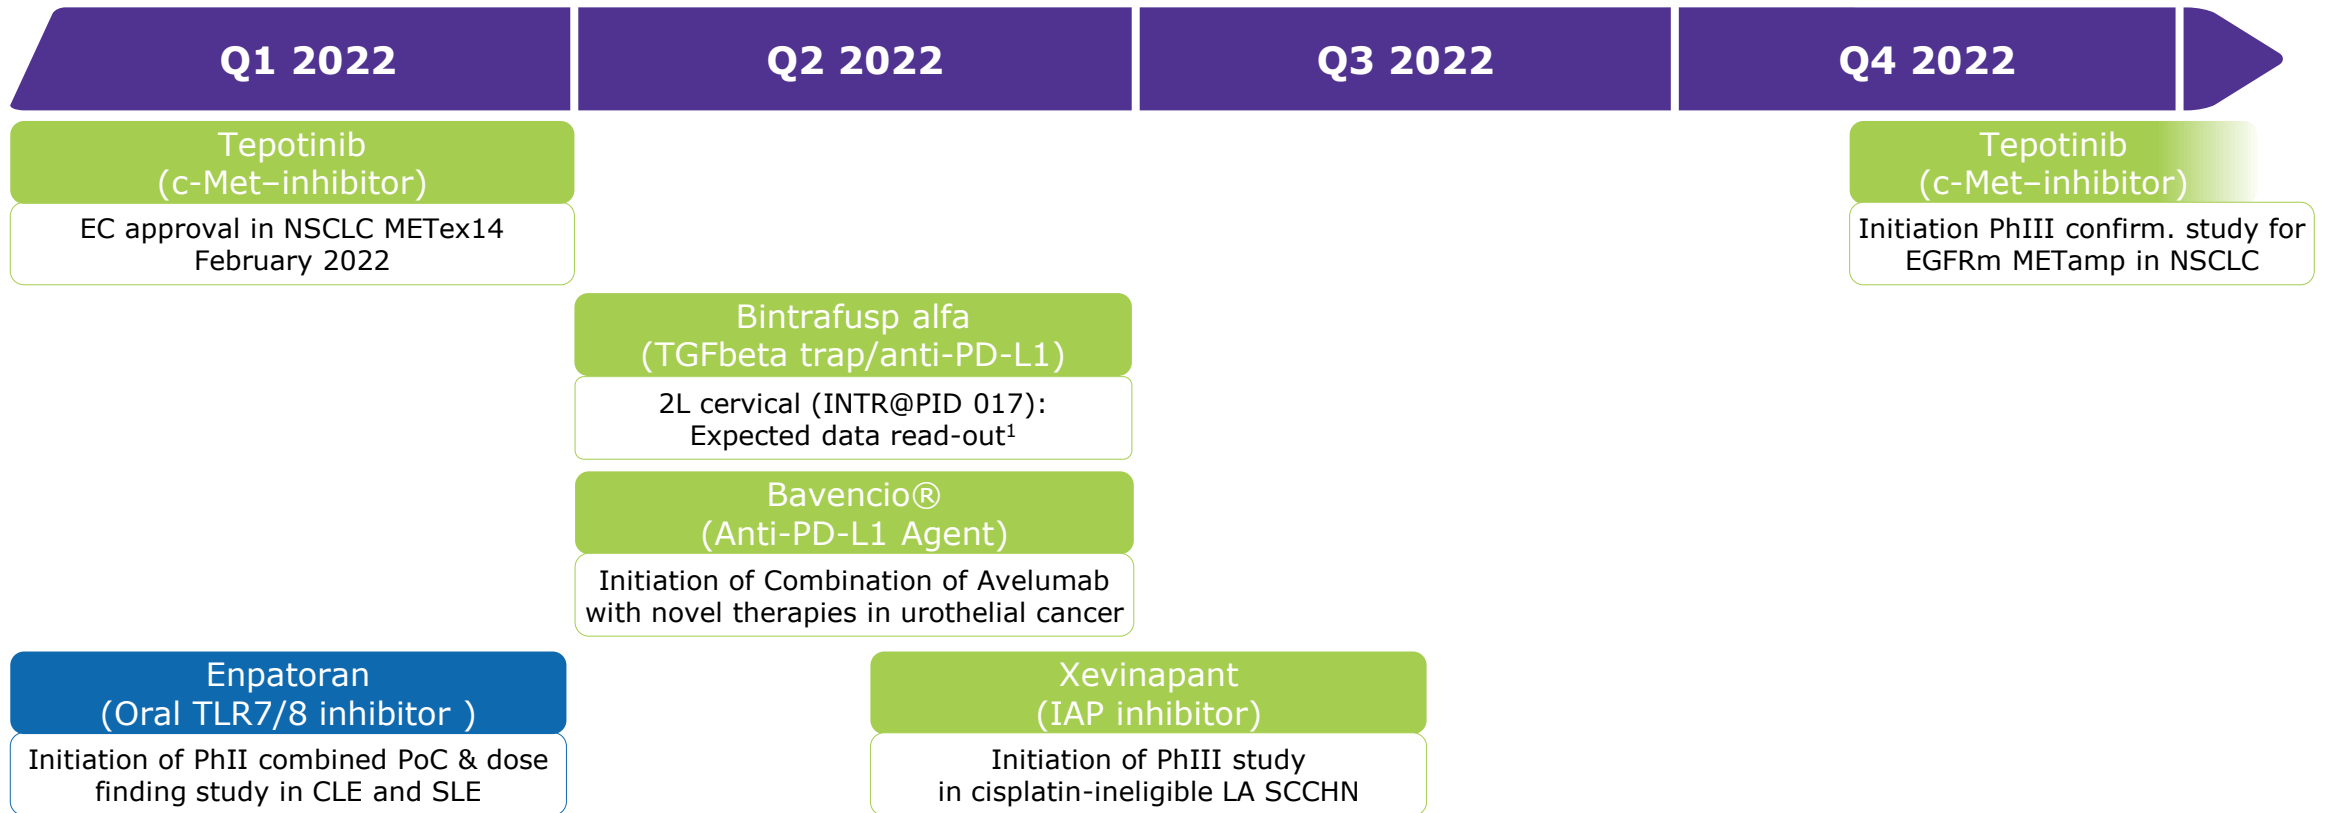 Q1 2022
Q2 2022
Q3 2022
Q4 2022
Tepotinib
(c-Met–inhibitor)
EC approval in NSCLC METex14
February 2022
Tepotinib
(c-Met–inhibitor)
Initiation PhIII confirm. study for
EGFRm METamp in NSCLC
Bintrafusp alfa
(TGFbeta trap/anti-PD-L1)
2L cervical (INTR@PID 017):
Expected data read-out¹
Bavencio®
(Anti-PD-L1 Agent)
Initiation of Combination of Avelumab
with novel therapies in urothelial cancer
Enpatoran
(Oral TLR7/8 inhibitor )
Initiation of PhII combined PoC & dose
finding study in CLE and SLE
Xevinapant
(IAP inhibitor)
Initiation of PhIII study
in cisplatin-ineligible LA SCCHN